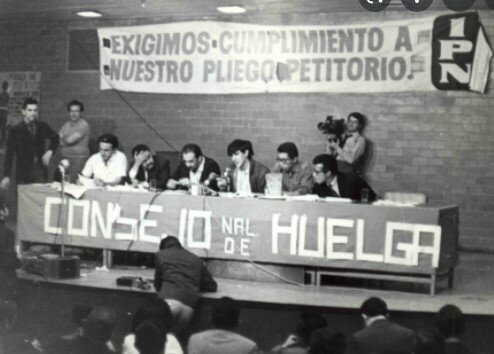 EXIGIMOS-CUMPLIMIENTO A
NUESTRO PLIEGO-PETITORIO.
IPN
CONSEJO NAL. DE HUELGA